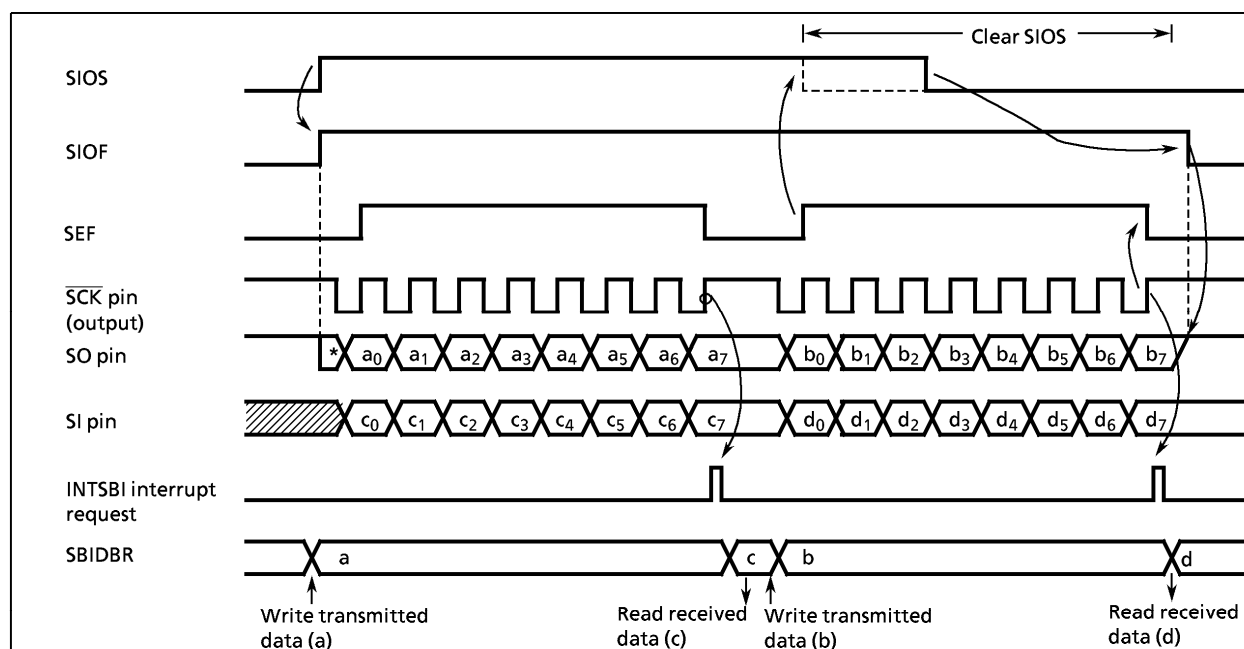 Clear SIOS
SIOS
SIOF
SEF
SCK pin
(output)
SO pin
* a0 a1 a2 a3 a4 a5 a6 a7 b0 b1 b2 b3 b4 b5 b6 b7
SI pin
c0 c1 c2 c3 c4 c5 c6 c7 d0 d1 d2 d3 d4 d5 d6 d7
INTSBI interrupt
request
SBIDBR
a c b d
Write transmitted
data (a)
Read received
data (c)
Write transmitted
data (b)
Read received
data (d)